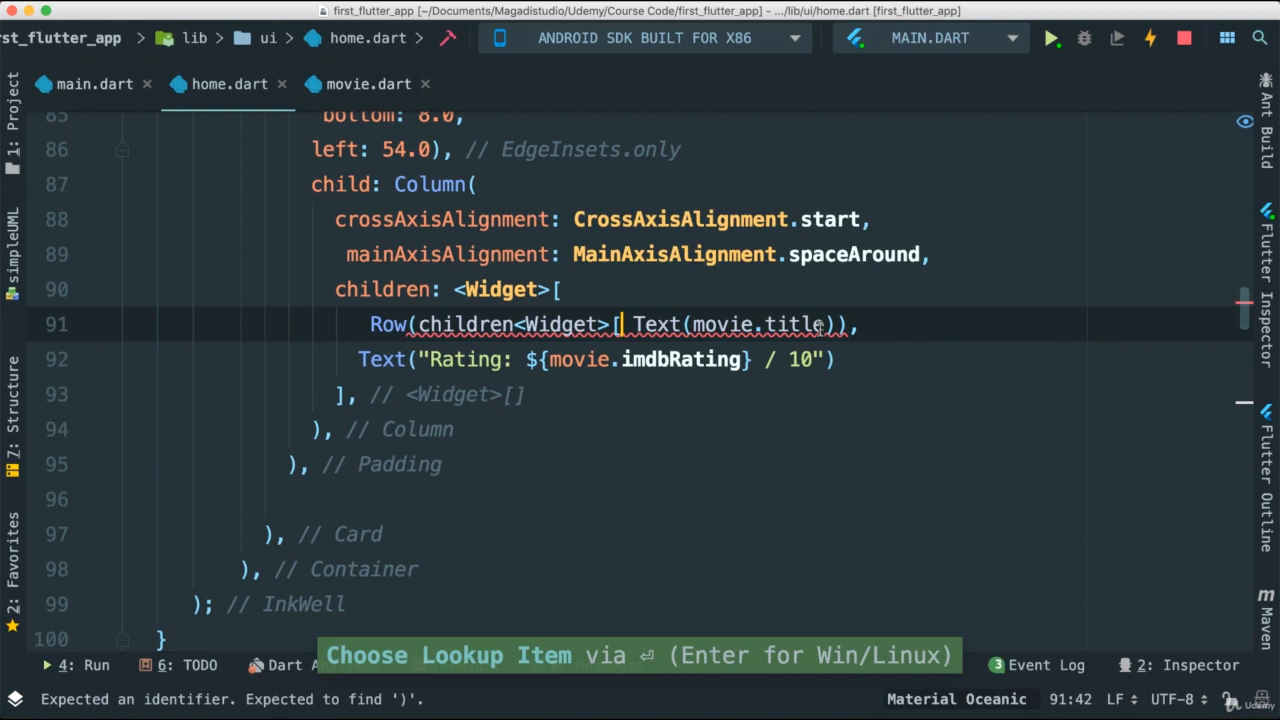 first_flutter_app [~/Documents/Magadistudio/Udemy/Course Code/first_flutter_app] - .../lib/ui/home.dart [first_flutter_app]
rst_flutter_app
lib
ui
home.dart
ANDROID SDK BUILT FOR X86
MAIN.DART
main.dart
home.dart
movie.dart
1: Project
simpleUML
7: Structure
2: Favorites
85 bottom: 8.0,
86 left: 54.0), // EdgeInsets.only
87 child: Column(
88 crossAxisAlignment: CrossAxisAlignment.start,
89 mainAxisAlignment: MainAxisAlignment.spaceAround,
90 children: <Widget>[
91 Row(children<Widget>[ Text(movie.title)),
92 Text("Rating: ${movie.imdbRating} / 10")
93 ], // <Widget>[]
94 ), // Column
95 ), // Padding
96
97 ), // Card
98 ), // Container
99 ); // InkWell
100 }
Ant Build
Flutter Inspector
Flutter Outline
m
Maven
Choose Lookup Item via ⏎ (Enter for Win/Linux)
4: Run
6: TODO
Dart
3 Event Log
2: Inspector
Expected an identifier. Expected to find ')'.
Material Oceanic
91:42
LF
UTF-8
Udemy